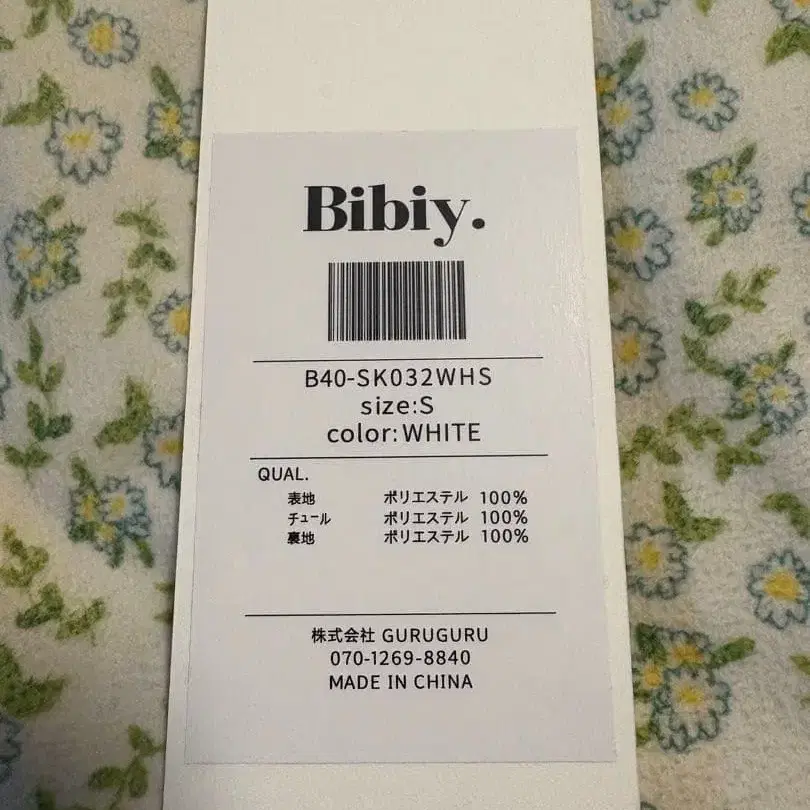 Bibiy.
B40-SK032WHS
size:S
color:WHITE
QUAL.
表地 ポリエステル 100%
チュール ポリエステル 100%
裏地 ポリエステル 100%
株式会社 GURUGURU
070-1269-8840
MADE IN CHINA